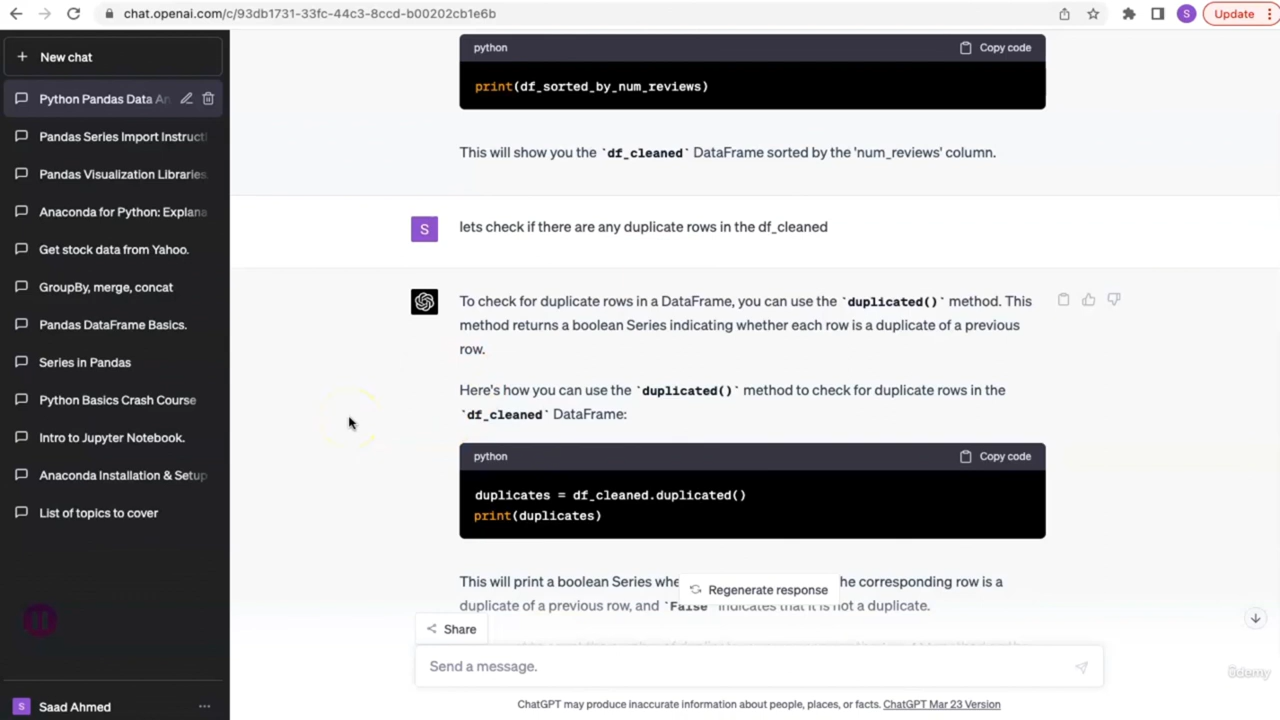 chat.openai.com/c/93db1731-33fc-44c3-8ccd-b00202cb1e6b
S
Update
New chat
Python Pandas Data An
Pandas Series Import Instructi
Pandas Visualization Libraries.
Anaconda for Python: Explana
Get stock data from Yahoo.
GroupBy, merge, concat
Pandas DataFrame Basics.
Series in Pandas
Python Basics Crash Course
Intro to Jupyter Notebook.
Anaconda Installation & Setup
List of topics to cover
Saad Ahmed
S
python
Copy code
print(df_sorted_by_num_reviews)
This will show you the `df_cleaned` DataFrame sorted by the 'num_reviews' column.
S
lets check if there are any duplicate rows in the df_cleaned
To check for duplicate rows in a DataFrame, you can use the `duplicated()` method. This
method returns a boolean Series indicating whether each row is a duplicate of a previous
row.
Here's how you can use the `duplicated()` method to check for duplicate rows in the
`df_cleaned` DataFrame:
python
Copy code
duplicates = df_cleaned.duplicated()
print(duplicates)
This will print a boolean Series whe
he corresponding row is a
Regenerate response
duplicate of a previous row, and `False` indicates that it is not a duplicate.
Share
Send a message.
ChatGPT may produce inaccurate information about people, places, or facts. ChatGPT Mar 23 Version
ûdemy